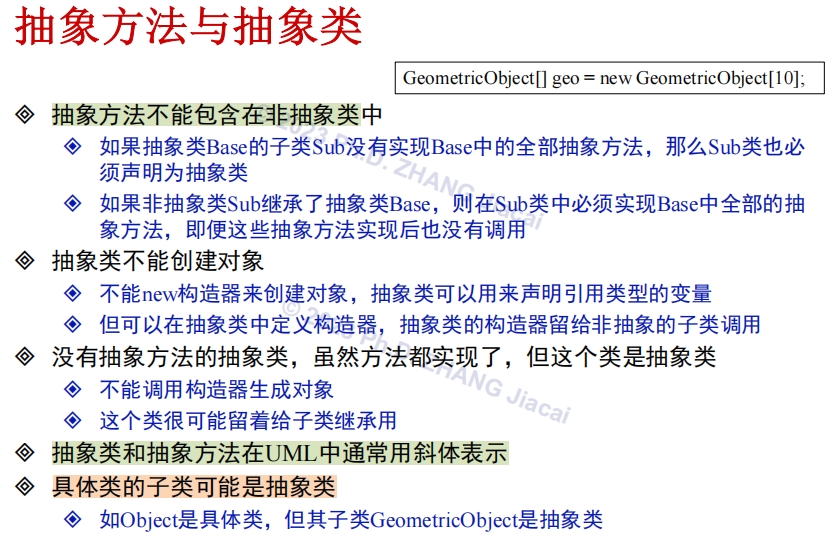 抽象方法与抽象类
GeometricObject[] geo = new GeometricObject[10];
抽象方法不能包含在非抽象类中
如果抽象类Base的子类Sub没有实现Base中的全部抽象方法，那么Sub类也必
须声明为抽象类
如果非抽象类Sub继承了抽象类Base，则在Sub类中必须实现Base中全部的抽
象方法，即便这些抽象方法实现后也没有调用
抽象类不能创建对象
不能new构造器来创建对象，抽象类可以用来声明引用类型的变量
但可以在抽象类中定义构造器，抽象类的构造器留给非抽象的子类调用
没有抽象方法的抽象类，虽然方法都实现了，但这个类是抽象类
不能调用构造器生成对象
这个类很可能留着给子类继承用
抽象类和抽象方法在UML中通常用斜体表示
具体类的子类可能是抽象类
如Object是具体类，但其子类GeometricObject是抽象类
© 2023 Ph.D. ZHANG Jiacai
© 2023 Ph.D. ZHANG Jiacai